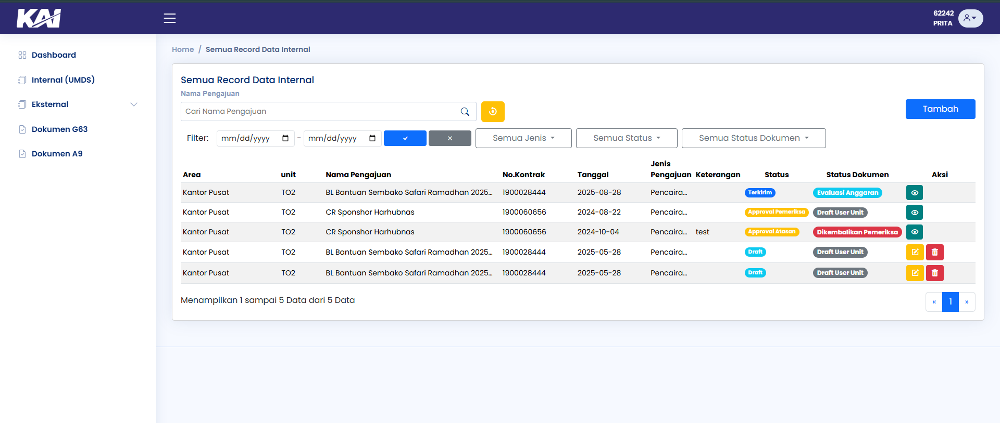 KAI
62242
PRITA
Dashboard
Internal (UMDS)
Eksternal
Dokumen G63
Dokumen A9
Home / Semua Record Data Internal
Semua Record Data Internal
Nama Pengajuan
Cari Nama Pengajuan
Tambah
Filter: mm/dd/yyyy - mm/dd/yyyy Semua Jenis Semua Status Semua Status Dokumen
Area unit Nama Pengajuan No.Kontrak Tanggal Jenis Pengajuan Keterangan Status Status Dokumen Aksi
Kantor Pusat TO2 BL Bantuan Sembako Safari Ramadhan 2025... 1900028444 2025-08-28 Pencaira... Terkirim Evaluasi Anggaran
Kantor Pusat TO2 CR Sponshor Harhubnas 1900060656 2024-08-22 Pencaira... Approval Pemeriksa Draft User Unit
Kantor Pusat TO2 CR Sponshor Harhubnas 1900060656 2024-10-04 Pencaira... test Approval Atasan Dikembalikan Pemeriksa
Kantor Pusat TO2 BL Bantuan Sembako Safari Ramadhan 2025... 1900028444 2025-05-28 Pencaira... Draft Draft User Unit
Kantor Pusat TO2 BL Bantuan Sembako Safari Ramadhan 2025... 1900028444 2025-05-28 Pencaira... Draft Draft User Unit
Menampilkan 1 sampai 5 Data dari 5 Data
« 1 »